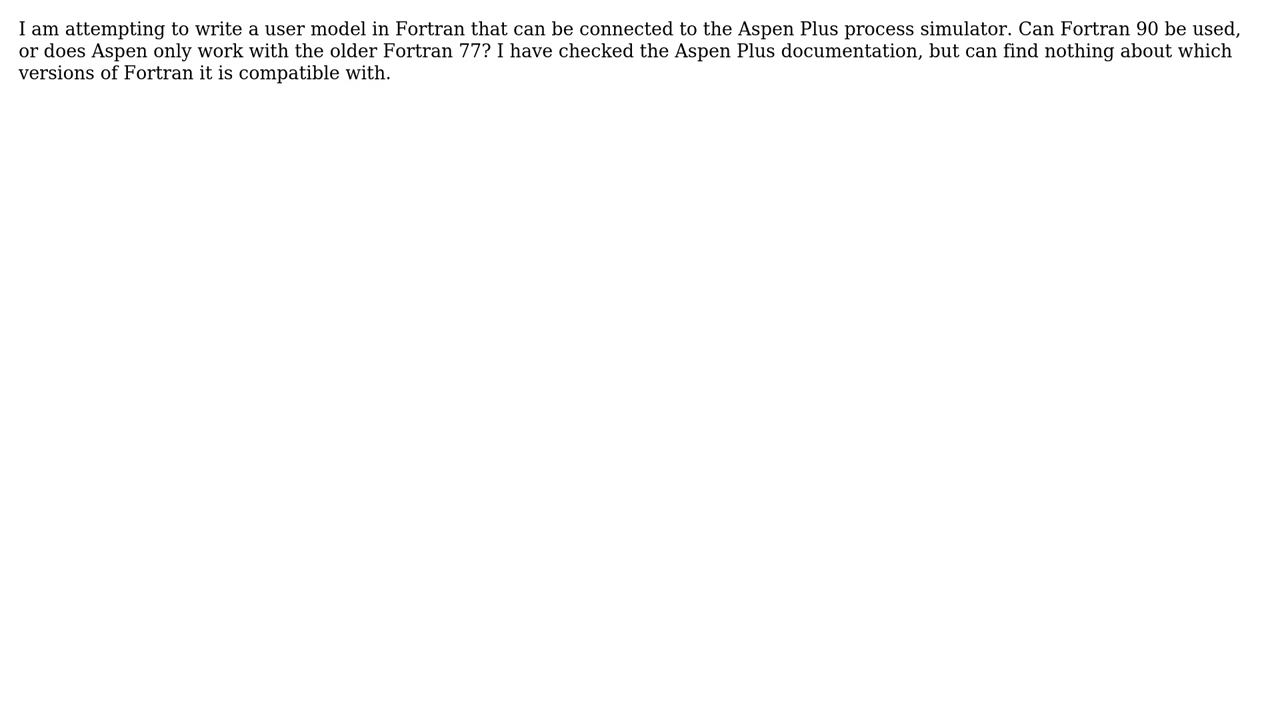 I am attempting to write a user model in Fortran that can be connected to the Aspen Plus process simulator. Can Fortran 90 be used,
or does Aspen only work with the older Fortran 77? I have checked the Aspen Plus documentation, but can find nothing about which
versions of Fortran it is compatible with.